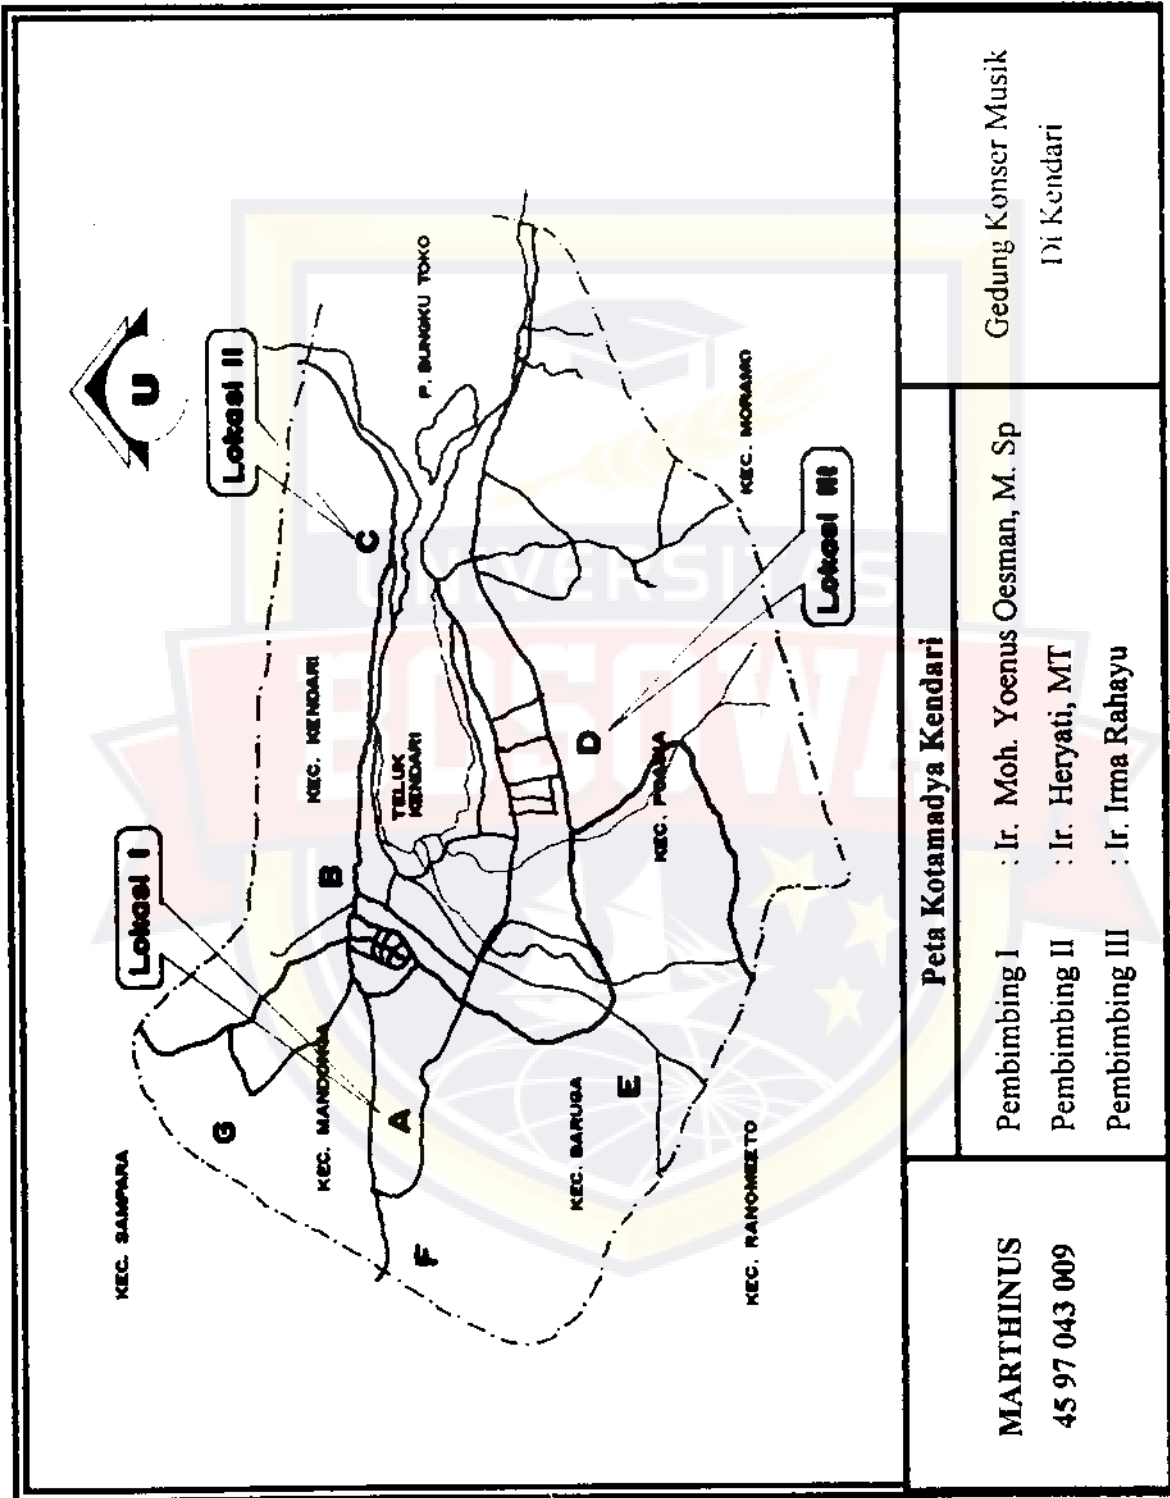 U
Lokasi I
Lokasi II
KEC. SAMPARA
G
KEC. MANDONGA
B
KEC. KENDARI
C
TELUK
KENDARI
P. BUNGKU TOKO
A
F
KEC. BARUGA
E
D
KEC. POASIA
KEC. MORAMO
KEC. RANOMEETO
Lokasi III
UNIVERSITAS
BOSOWA
MARTHINUS
45 97 043 009
Peta Kotamadya Kendari
Pembimbing I : Ir. Moh. Yoenus Oesman, M. Sp
Pembimbing II : Ir. Heryati, MT
Pembimbing III : Ir. Irma Rahayu
Gedung Konser Musik
Di Kendari